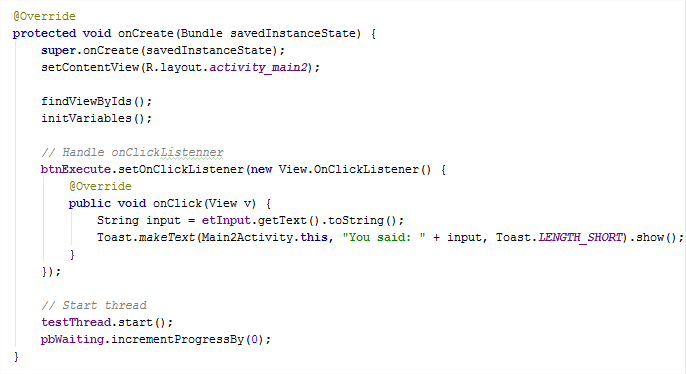 @Override
protected void onCreate(Bundle savedInstanceState) {
    super.onCreate(savedInstanceState);
    setContentView(R.layout.activity_main2);

    findViewByIds();
    initVariables();

    // Handle onClickListenner
    btnExecute.setOnClickListener(new View.OnClickListener() {
        @Override
        public void onClick(View v) {
            String input = etInput.getText().toString();
            Toast.makeText(Main2Activity.this, "You said: " + input, Toast.LENGTH_SHORT).show();
        }
    });

    // Start thread
    testThread.start();
    pbWaiting.incrementProgressBy(0);
}